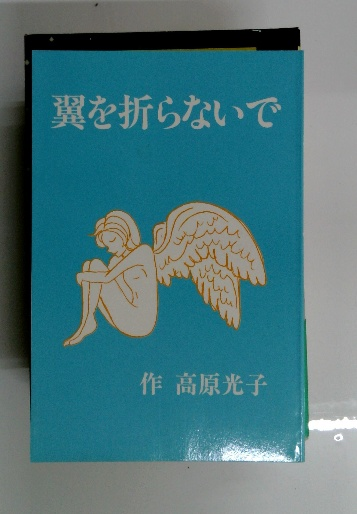 翼を折らないで
作 高原光子